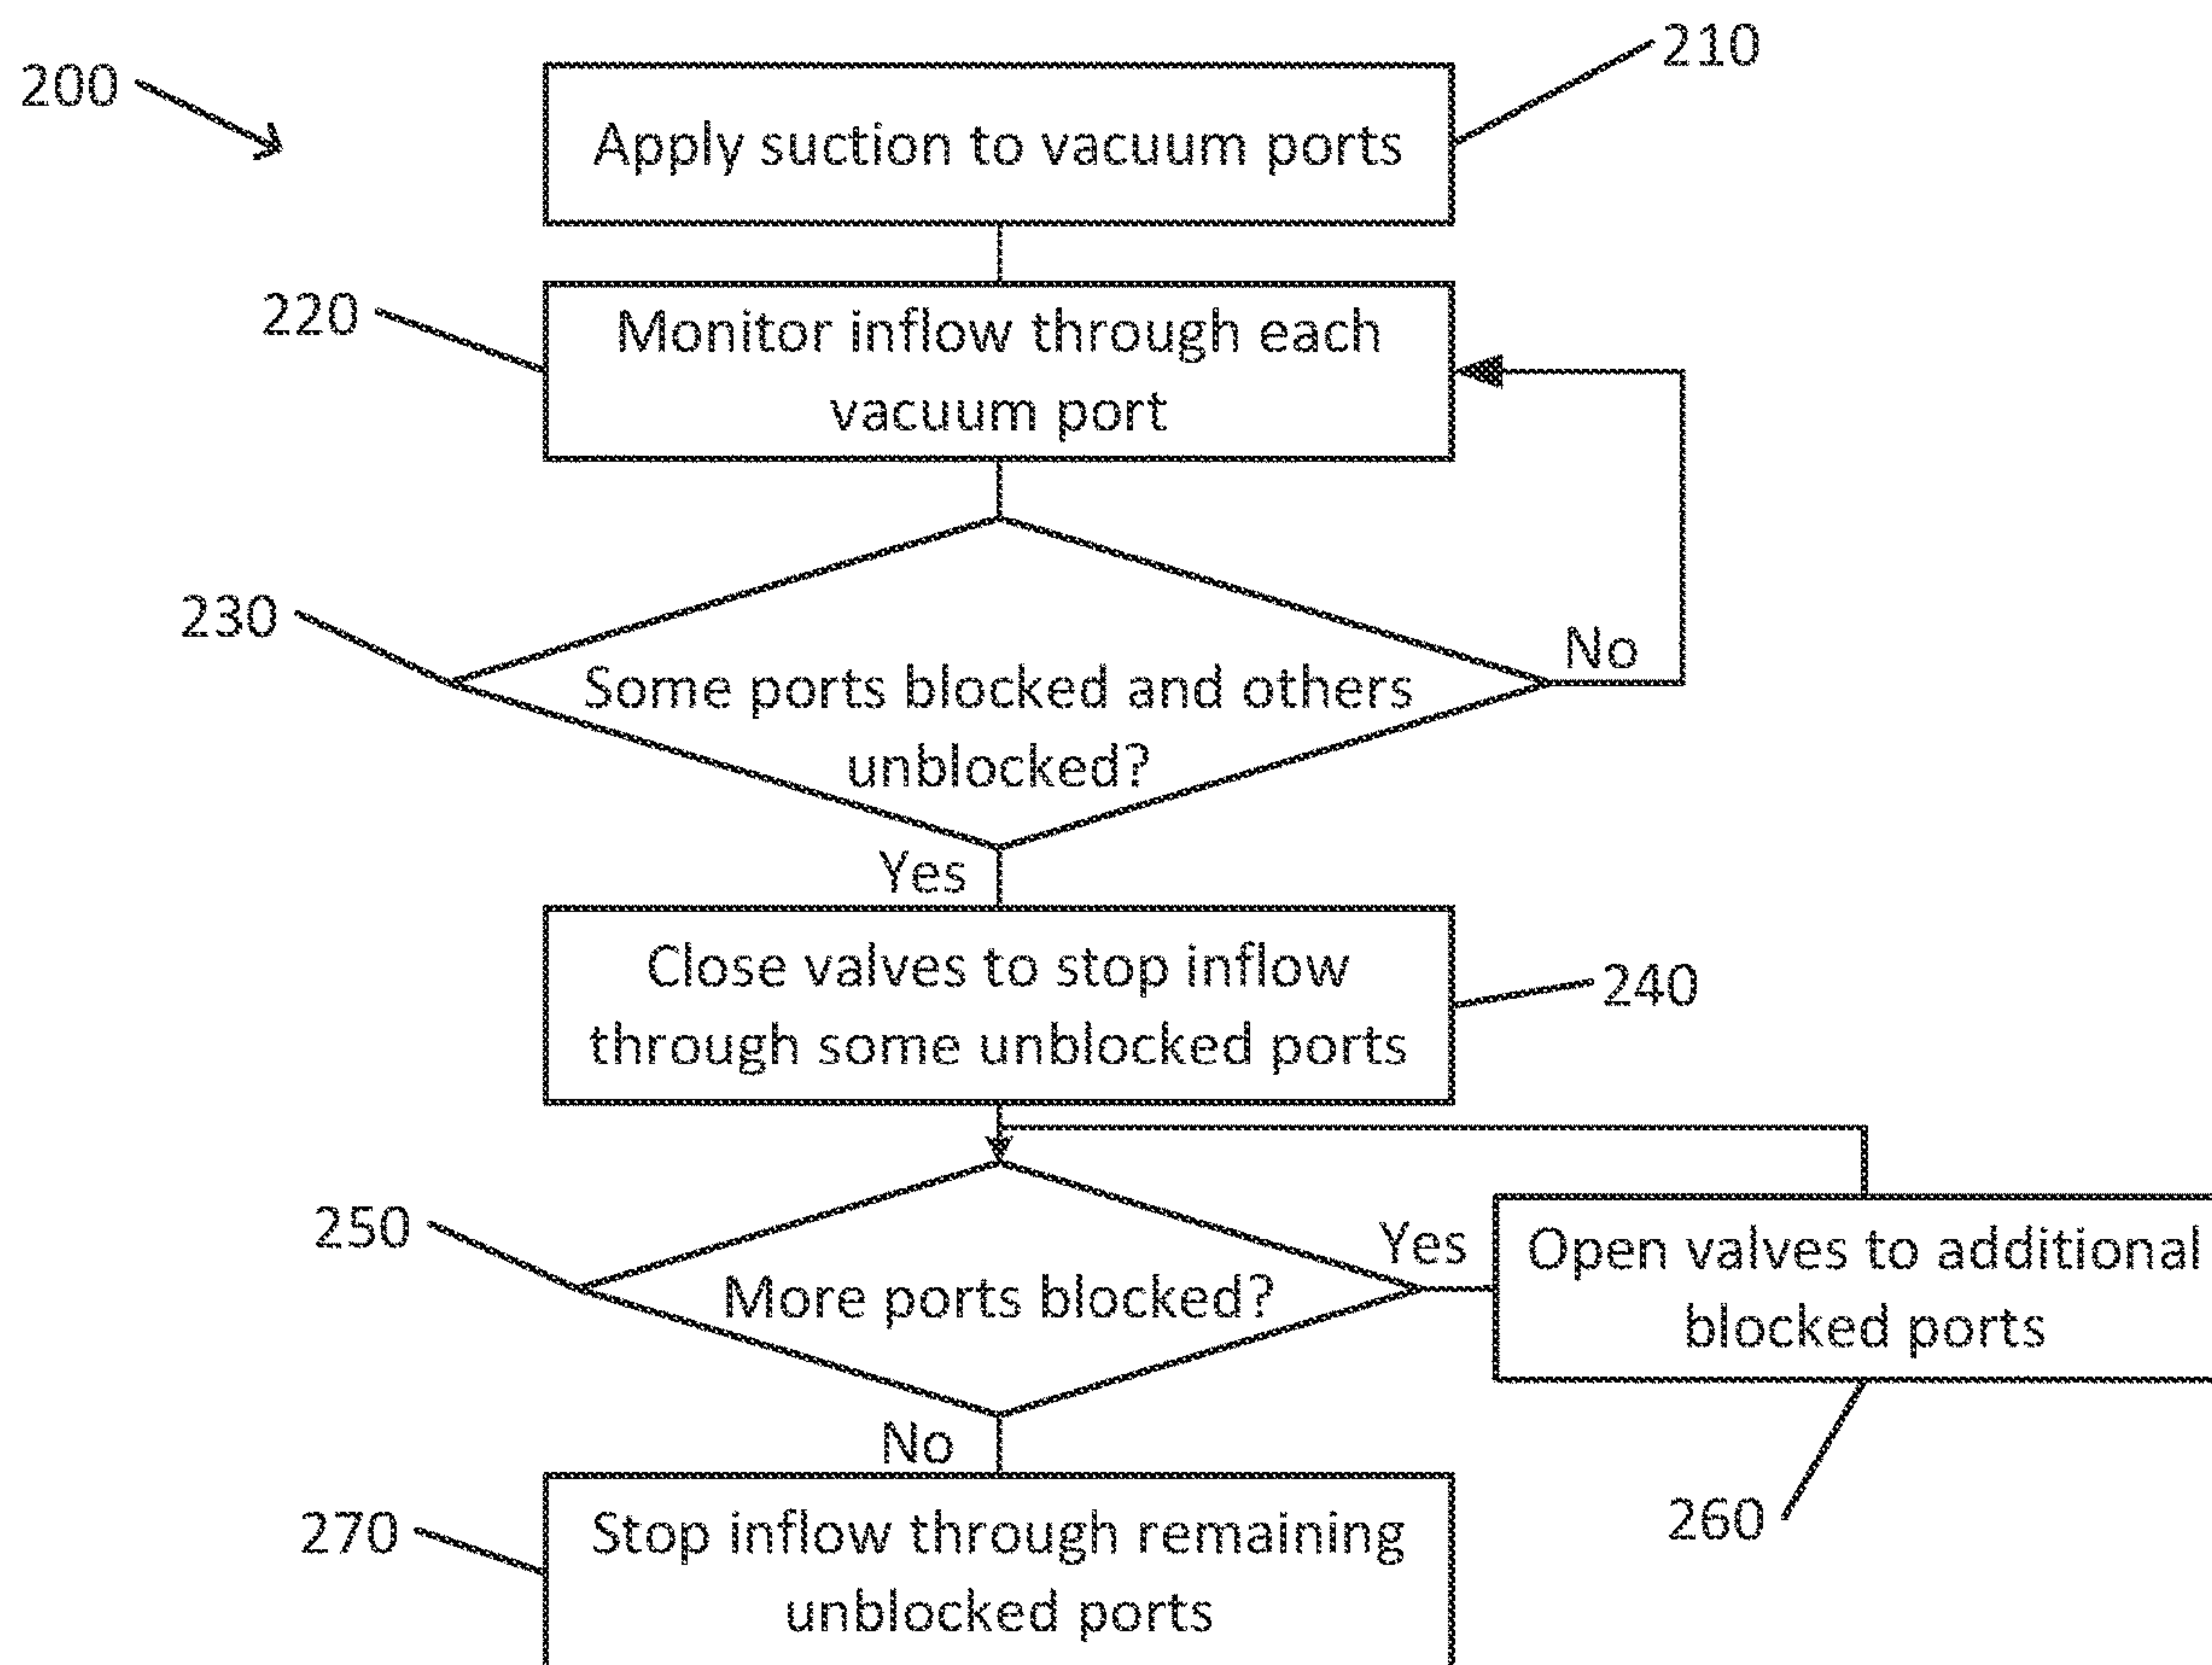 200
210
Apply suction to vacuum ports
220
Monitor inflow through each
vacuum port
230
No
Some ports blocked and others
unblocked?
Yes
Close valves to stop inflow
through some unblocked ports
240
250
Yes
More ports blocked?
Open valves to additional
blocked ports
No
260
270
Stop inflow through remaining
unblocked ports